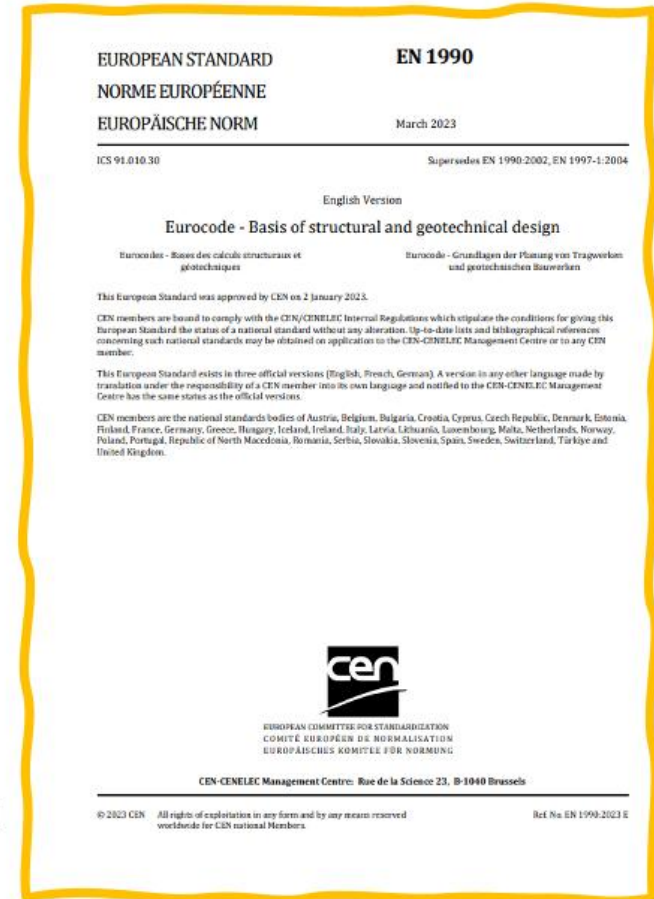 EUROPEAN STANDARD
NORME EUROPÉENNE
EUROPÄISCHE NORM
EN 1990
March 2023
ICS 91.010.30
Supersedes EN 1990:2002, EN 1997-1:2004
English Version
Eurocode - Basis of structural and geotechnical design
Eurocodes - Bases des calculs structuraux et
géotechniques
Eurocode - Grundlagen der Planung von Tragwerken
und geotechnischen Bauwerken
This European Standard was approved by CEN on 2 January 2023.
CEN members are bound to comply with the CEN/CENELEC Internal Regulations which stipulate the conditions for giving this
European Standard the status of a national standard without any alteration. Up-to-date lists and bibliographical references
concerning such national standards may be obtained on application to the CEN-CENELEC Management Centre or to any CEN
member.
This European Standard exists in three official versions (English, French, German). A version in any other language made by
translation under the responsibility of a CEN member into its own language and notified to the CEN-CENELEC Management
Centre has the same status as the official versions.
CEN members are the national standards bodies of Austria, Belgium, Bulgaria, Croatia, Cyprus, Czech Republic, Denmark, Estonia,
Finland, France, Germany, Greece, Hungary, Iceland, Ireland, Italy, Latvia, Lithuania, Luxembourg, Malta, Netherlands, Norway,
Poland, Portugal, Republic of North Macedonia, Romania, Serbia, Slovakia, Slovenia, Spain, Sweden, Switzerland, Türkiye and
United Kingdom.
cen
EUROPEAN COMMITTEE FOR STANDARDIZATION
COMITÉ EUROPÉEN DE NORMALISATION
EUROPÄISCHES KOMITEE FÜR NORMUNG
CEN-CENELEC Management Centre: Rue de la Science 23, B-1040 Brussels
© 2023 CEN All rights of exploitation in any form and by any means reserved
worldwide for CEN national Members.
Ref. No. EN 1990:2023 E